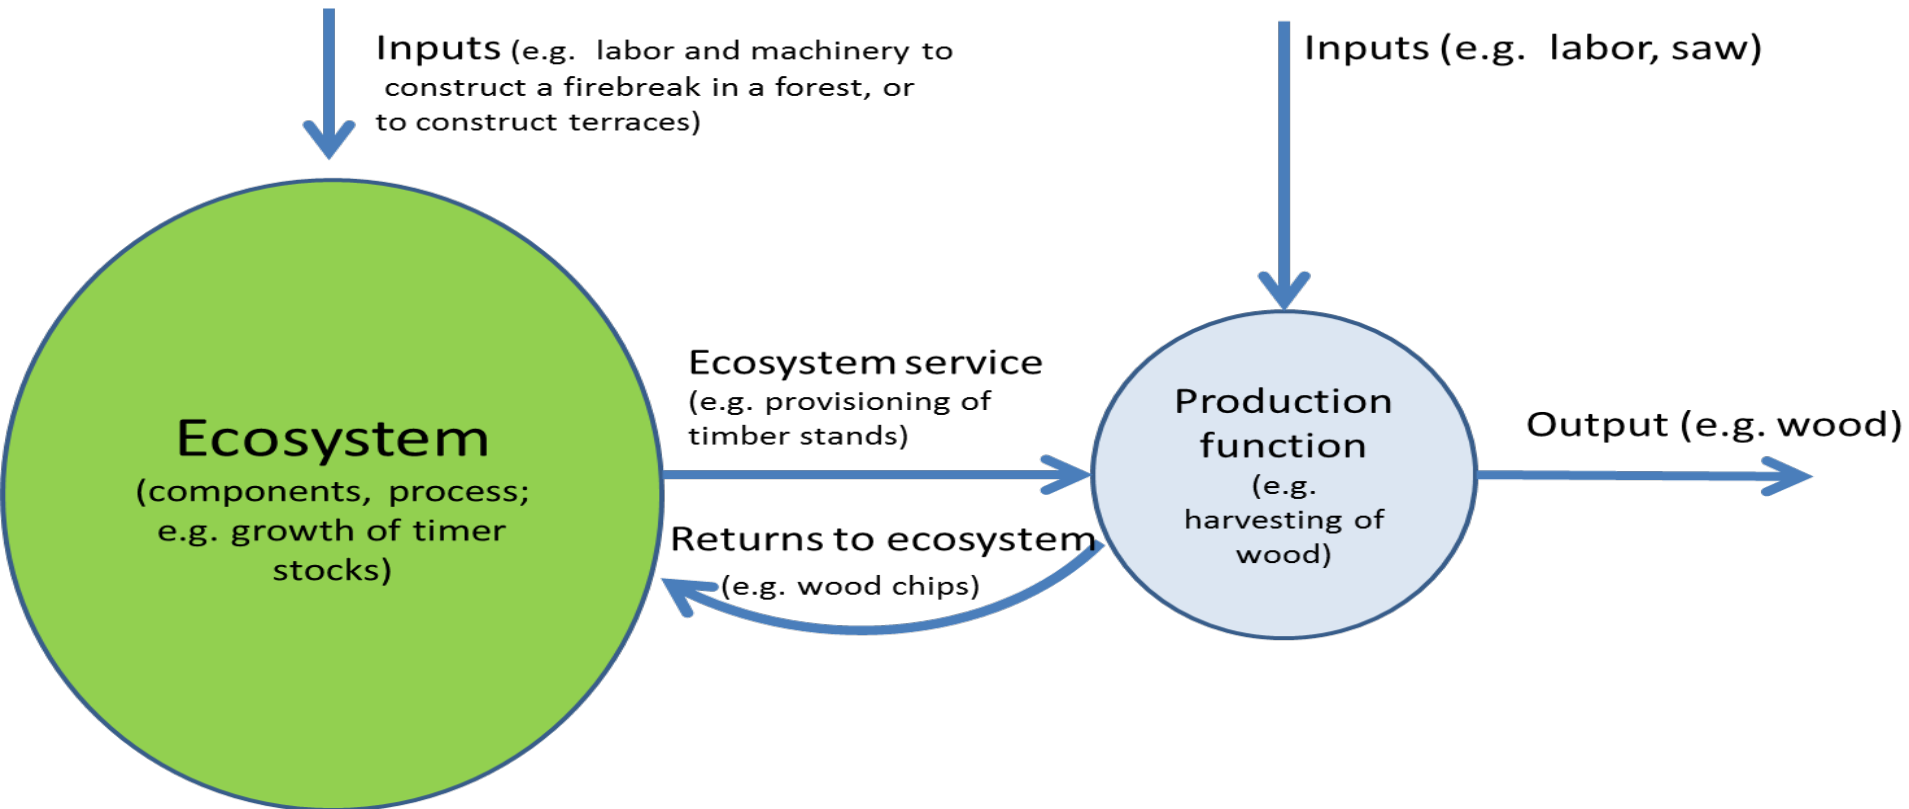 Inputs (e.g. labor and machinery to
construct a firebreak in a forest, or
to construct terraces)
Inputs (e.g. labor, saw)
Ecosystem
(components, process;
e.g. growth of timer
stocks)
Ecosystem service
(e.g. provisioning of
timber stands)
Returns to ecosystem
(e.g. wood chips)
Production
function
(e.g.
harvesting of
wood)
Output (e.g. wood)